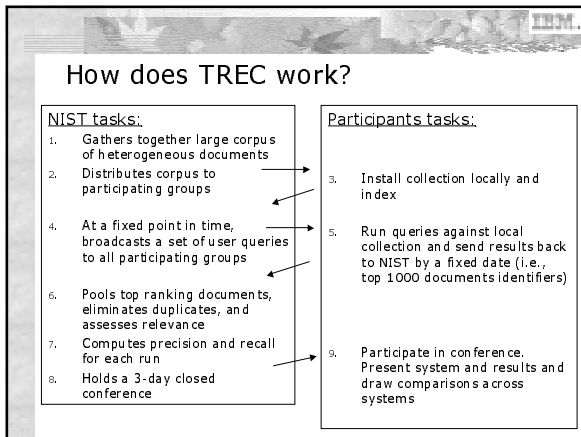 IBM
How does TREC work?
NIST tasks:
1. Gathers together large corpus
of heterogeneous documents
2. Distributes corpus to
participating groups
4. At a fixed point in time,
broadcasts a set of user queries
to all participating groups
6. Pools top ranking documents,
eliminates duplicates, and
assesses relevance
7. Computes precision and recall
for each run
8. Holds a 3-day closed
conference
Participants tasks:
3. Install collection locally and
index
5. Run queries against local
collection and send results back
to NIST by a fixed date (i.e.,
top 1000 documents identifiers)
9. Participate in conference.
Present system and results and
draw comparisons across
systems